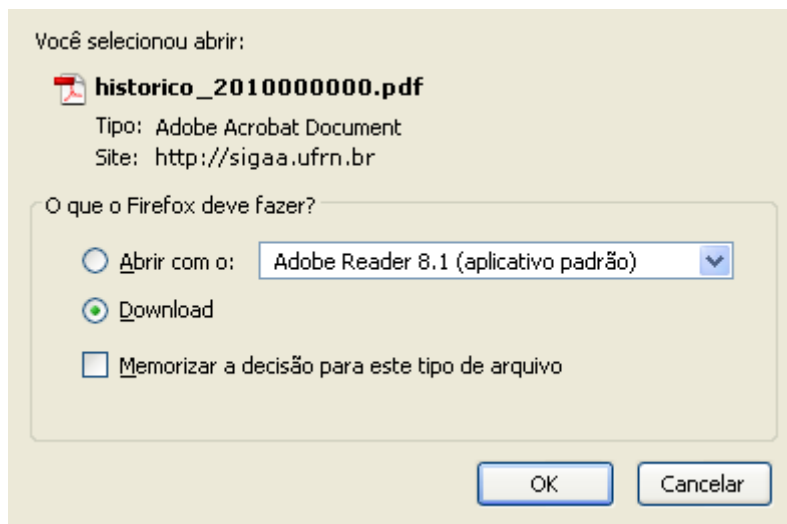 Você selecionou abrir:
historico_2010000000.pdf
Tipo: Adobe Acrobat Document
Site: http://sigaa.ufrn.br
O que o Firefox deve fazer?
Abrir com o: Adobe Reader 8.1 (aplicativo padrão)
Download
Memorizar a decisão para este tipo de arquivo
OK Cancelar